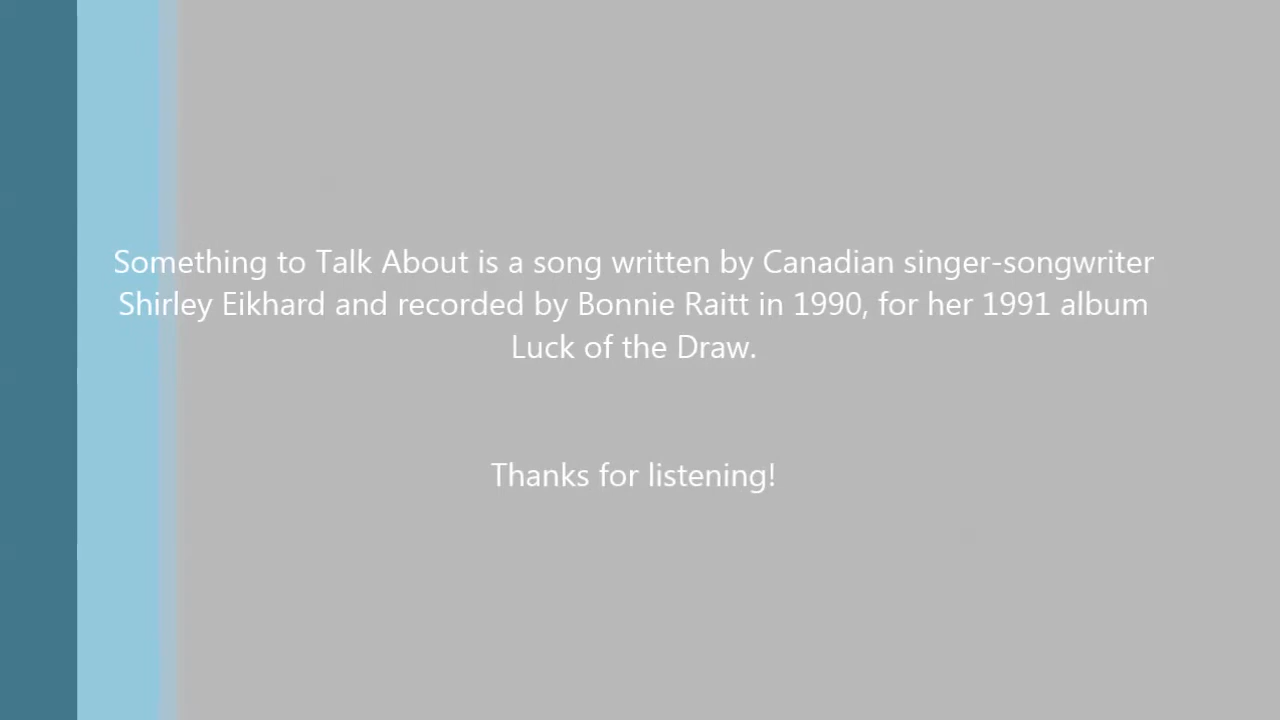 Something to Talk About is a song written by Canadian singer-songwriter
Shirley Eikhard and recorded by Bonnie Raitt in 1990, for her 1991 album
Luck of the Draw.
Thanks for listening!